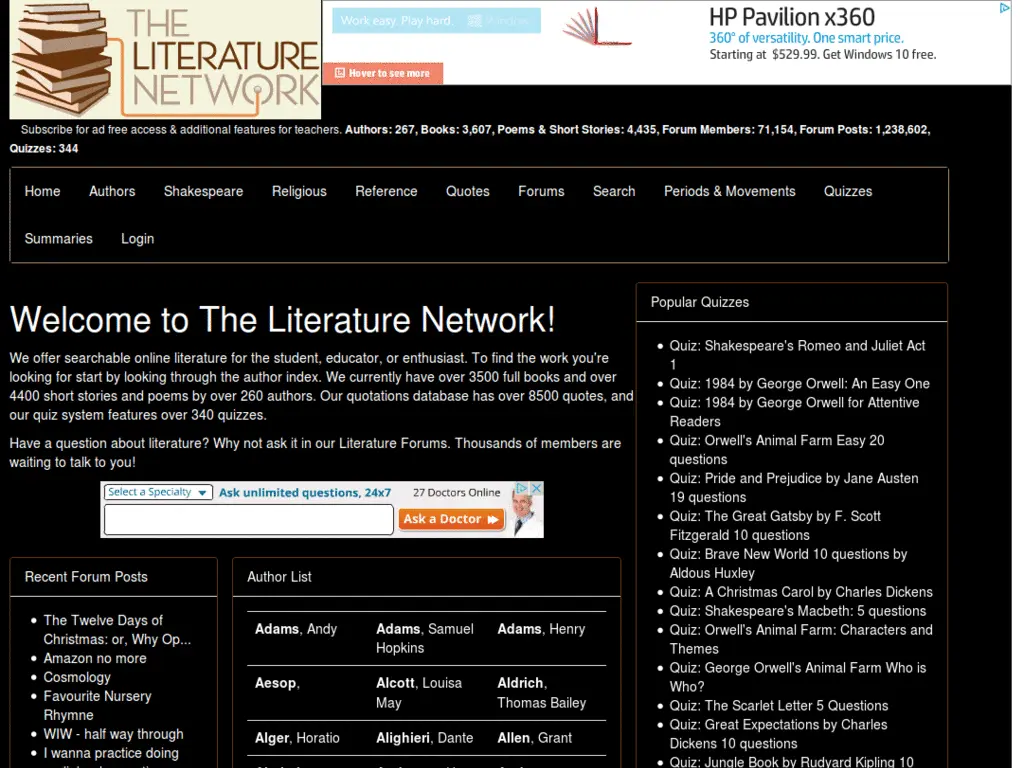 THE
LITERATURE
NETWORK
Work easy. Play hard.
Hover to see more
HP Pavilion x360
360° of versatility. One smart price.
Starting at $529.99. Get Windows 10 free.
Subscribe for ad free access & additional features for teachers. Authors: 267, Books: 3,607, Poems & Short Stories: 4,435, Forum Members: 71,154, Forum Posts: 1,238,602,
Quizzes: 344
Home Authors Shakespeare Religious Reference Quotes Forums Search Periods & Movements Quizzes
Summaries Login
Welcome to The Literature Network!
We offer searchable online literature for the student, educator, or enthusiast. To find the work you're
looking for start by looking through the author index. We currently have over 3500 full books and over
4400 short stories and poems by over 260 authors. Our quotations database has over 8500 quotes, and
our quiz system features over 340 quizzes.
Have a question about literature? Why not ask it in our Literature Forums. Thousands of members are
waiting to talk to you!
Select a Specialty Ask unlimited questions, 24x7 27 Doctors Online
Ask a Doctor
Recent Forum Posts
The Twelve Days of
Christmas: or, Why Op...
Amazon no more
Cosmology
Favourite Nursery
Rhymne
WIW - half way through
I wanna practice doing
Author List
Adams, Andy Adams, Samuel Hopkins Adams, Henry
Aesop, Alcott, Louisa May Aldrich, Thomas Bailey
Alger, Horatio Alighieri, Dante Allen, Grant
Popular Quizzes
Quiz: Shakespeare's Romeo and Juliet Act
1
Quiz: 1984 by George Orwell: An Easy One
Quiz: 1984 by George Orwell for Attentive
Readers
Quiz: Orwell's Animal Farm Easy 20
questions
Quiz: Pride and Prejudice by Jane Austen
19 questions
Quiz: The Great Gatsby by F. Scott
Fitzgerald 10 questions
Quiz: Brave New World 10 questions by
Aldous Huxley
Quiz: A Christmas Carol by Charles Dickens
Quiz: Shakespeare's Macbeth: 5 questions
Quiz: Orwell's Animal Farm: Characters and
Themes
Quiz: George Orwell's Animal Farm Who is
Who?
Quiz: The Scarlet Letter 5 Questions
Quiz: Great Expectations by Charles
Dickens 10 questions
Quiz: Jungle Book by Rudyard Kipling 10